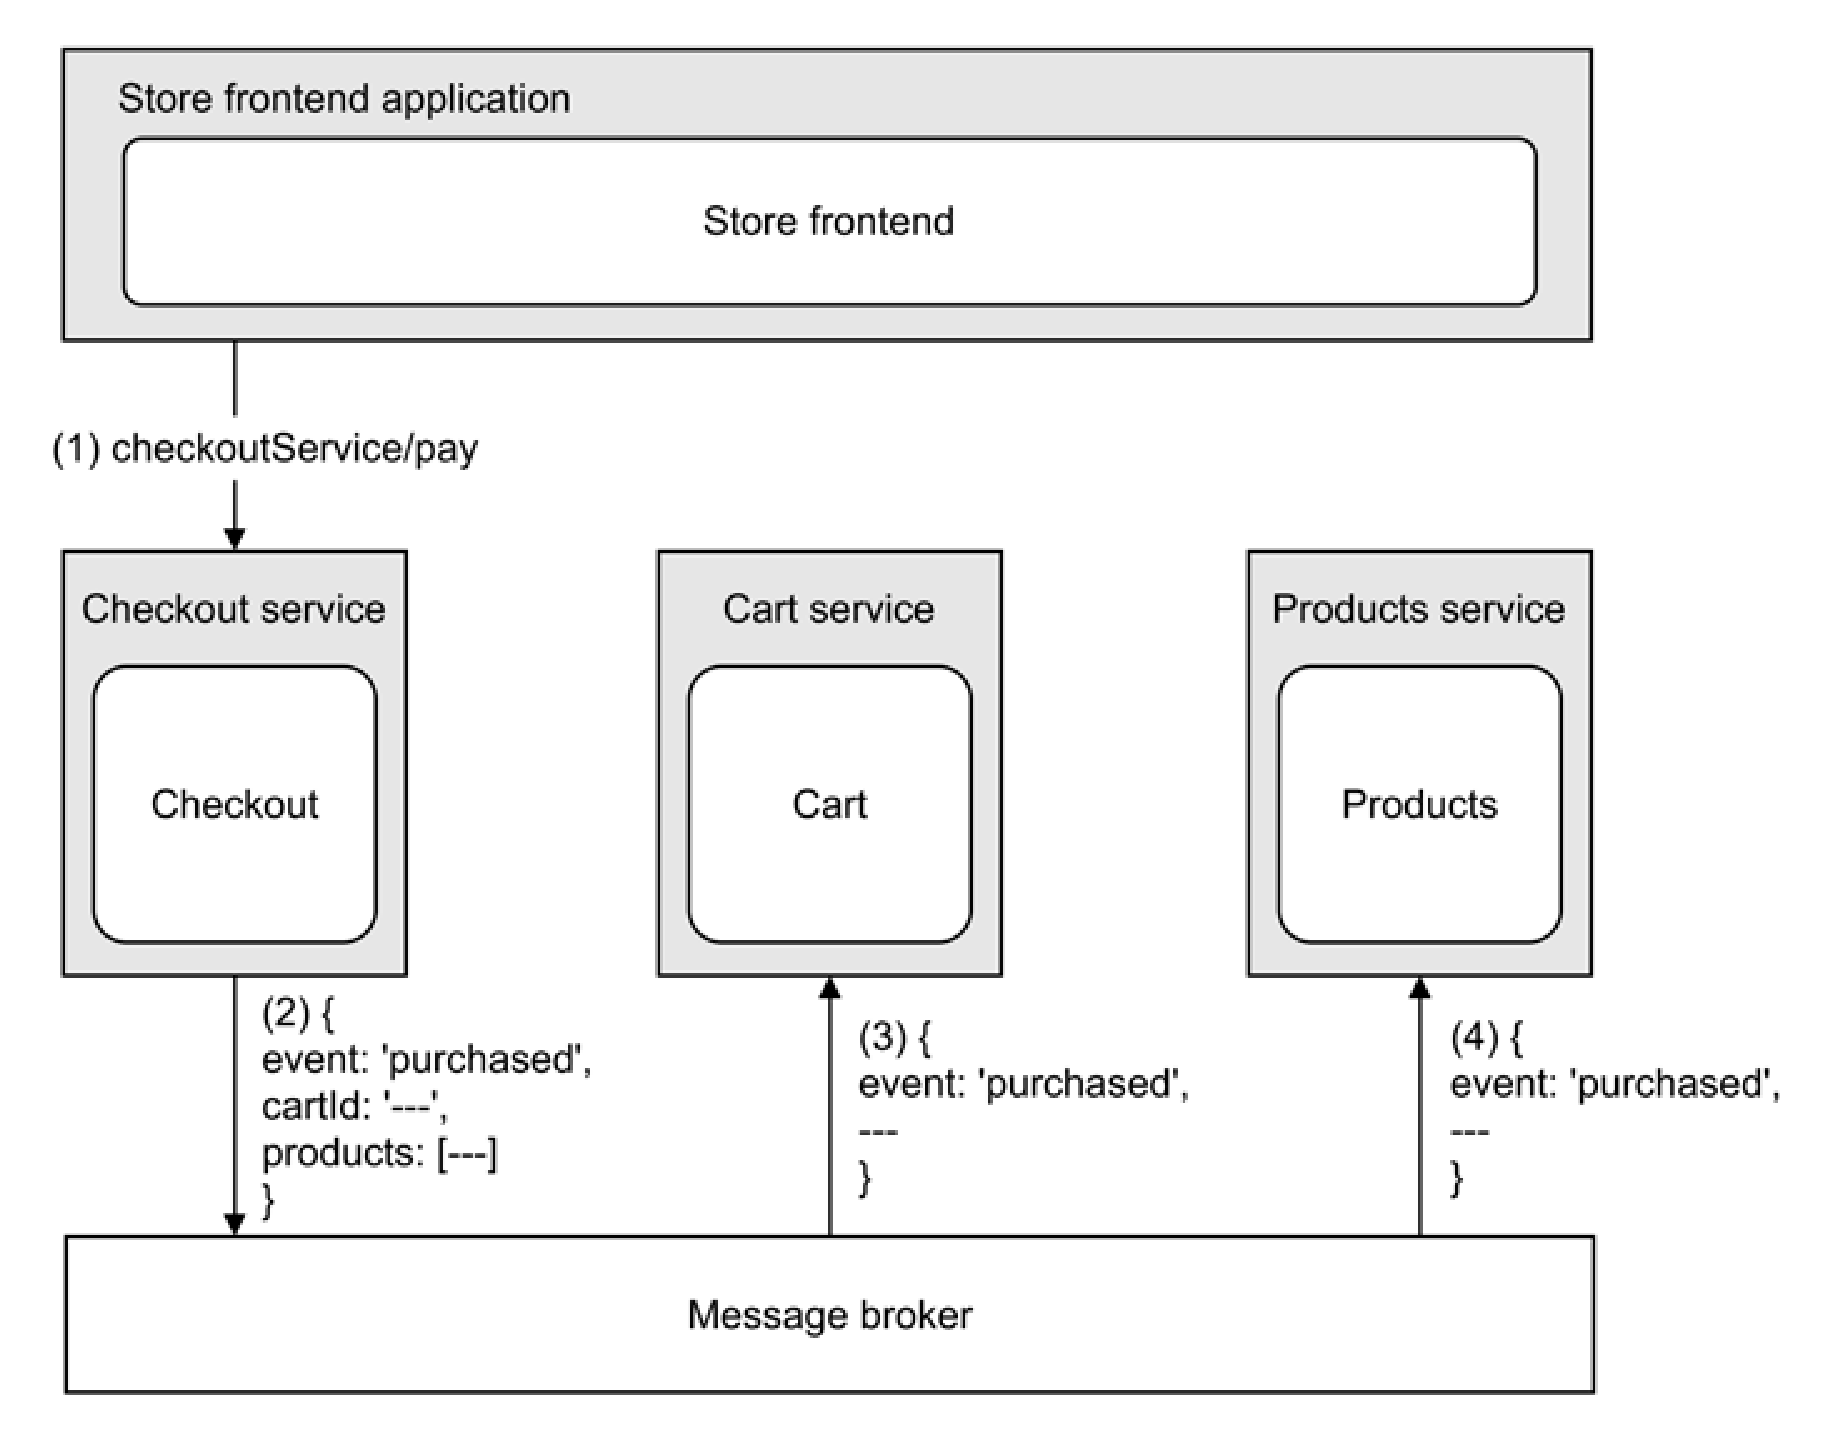 Store frontend application
Store frontend
(1) checkoutService/pay
Checkout service
Checkout
Cart service
Cart
Products service
Products
(2) {
event: 'purchased',
cartId: '---',
products: [---]
}
(3) {
event: 'purchased',
---
}
(4) {
event: 'purchased',
---
}
Message broker